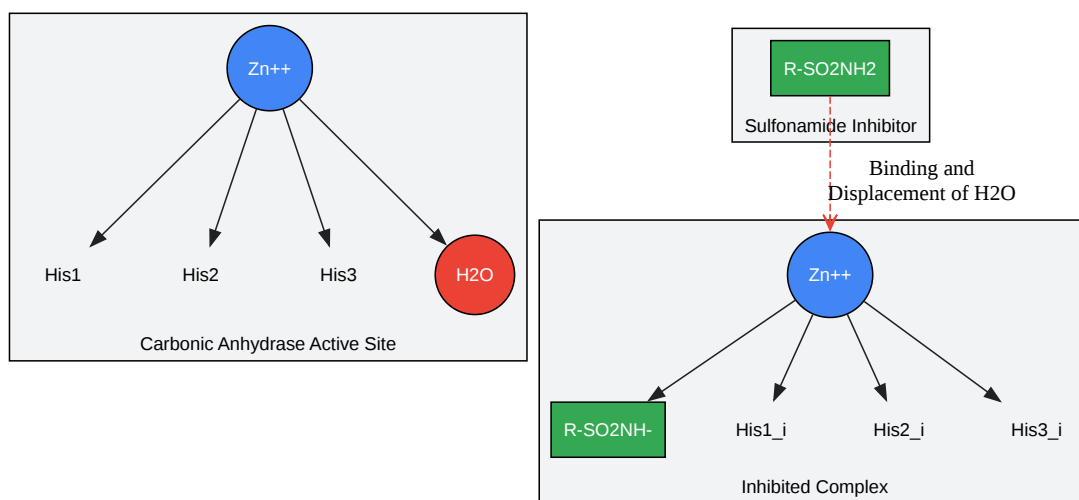 Zn++
His1
His2
His3
H2O
Carbonic Anhydrase Active Site
R-SO2NH2
Sulfonamide Inhibitor
Binding and
Displacement of H2O
Zn++
R-SO2NH-
His1_i
His2_i
His3_i
Inhibited Complex